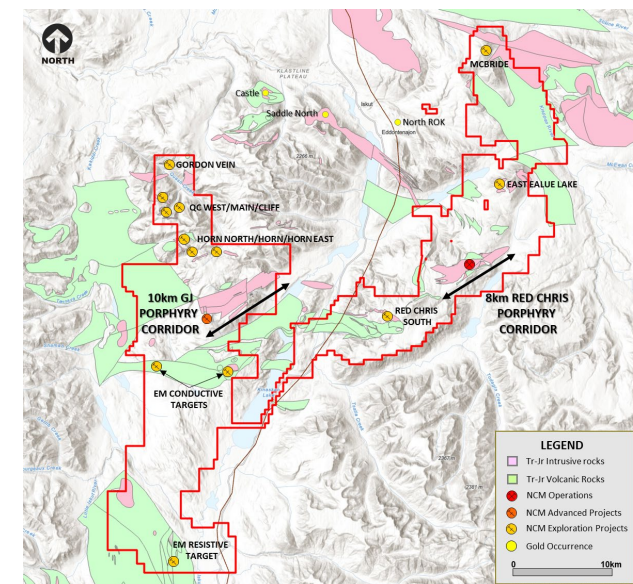 NORTH
KLASTLINE
PLATEAU
Castle
Saddle North
Iskut
North ROK
Eddontenajon
MCBRIDE
2266 m
GORDON VEIN
EAST EALUE LAKE
QC WEST/MAIN/CLIFF
HORN NORTH/HORN/HORN EAST
10km GJ
PORPHYRY
CORRIDOR
RED CHRIS
SOUTH
8km RED CHRIS
PORPHYRY
CORRIDOR
EM CONDUCTIVE
TARGETS
EM RESISTIVE
TARGET
LEGEND
Tr-Jr Intrusive rocks
Tr-Jr Volcanic Rocks
NCM Operations
NCM Advanced Projects
NCM Exploration Projects
Gold Occurrence
0 10km